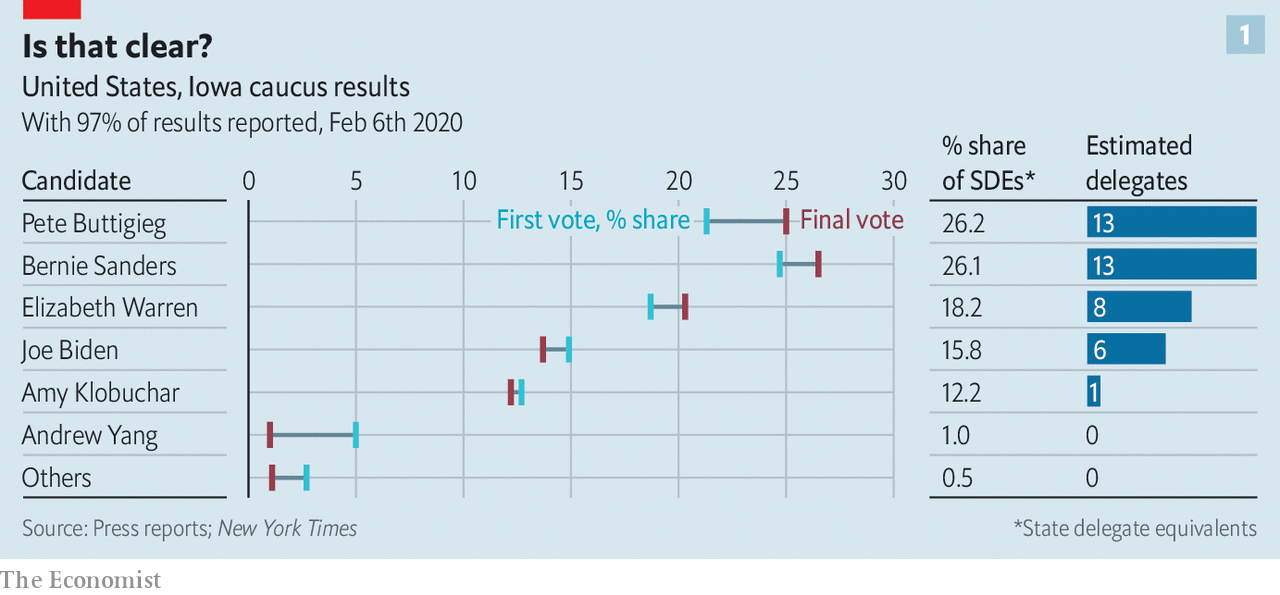 1
Is that clear?
United States, Iowa caucus results
With 97% of results reported, Feb 6th 2020
% share of SDEs*
Estimated delegates
Candidate 0 5 10 15 20 25 30
Pete Buttigieg First vote, % share Final vote 26.2 13
Bernie Sanders 26.1 13
Elizabeth Warren 18.2 8
Joe Biden 15.8 6
Amy Klobuchar 12.2 1
Andrew Yang 1.0 0
Others 0.5 0
Source: Press reports; New York Times *State delegate equivalents
The Economist